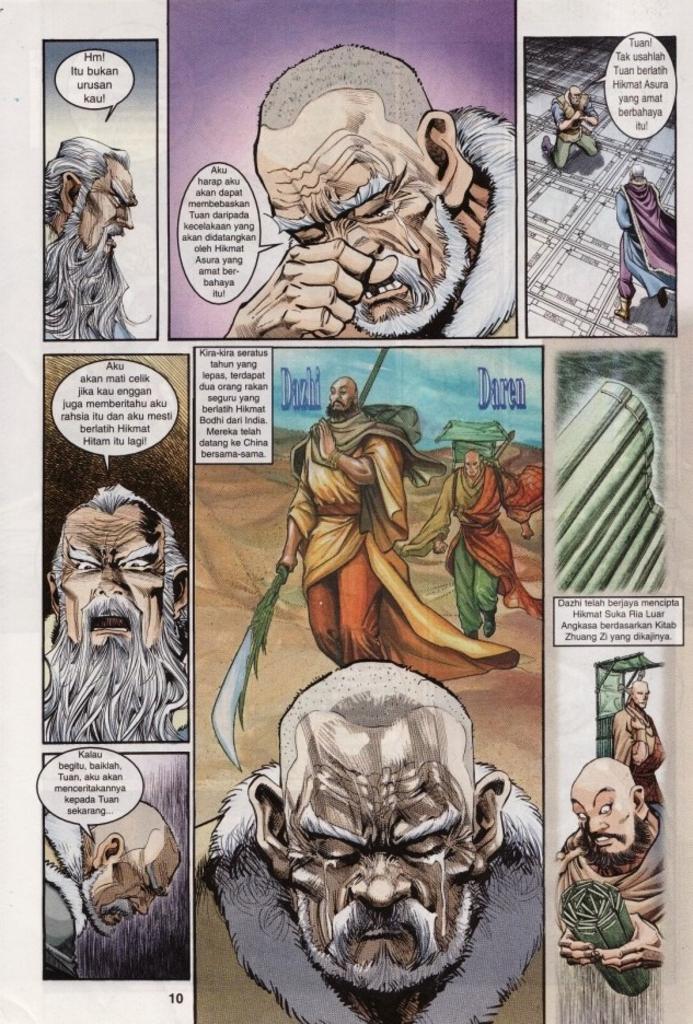 Hm!
Itu bukan
urusan
kau!
Aku
harap aku
akan dapat
membebaskan
Tuan daripada
kecelakaan yang
akan didatangkan
oleh Hikmat
Asura yang
amat ber-
bahaya
itu!
Tuan!
Tak usahlah
Tuan berlatih
Hikmat Asura
yang amat
berbahaya
itu!
Aku
akan mati celik
jika kau enggan
juga memberitahu aku
rahsia itu dan aku mesti
berlatih Hikmat
Hitam itu lagi!
Kira-kira seratus
tahun yang
lepas, terdapat
dua orang rakan
seguru yang
berlatih Hikmat
Bodhi dari India.
Mereka telah
datang ke China
bersama-sama.
Dazhi
Daren
Dazhi telah berjaya mencipta
Hikmat Suka Ria Luar
Angkasa berdasarkan Kitab
Zhuang Zi yang dikajinya.
Kalau
begitu, baiklah,
Tuan, aku akan
menceritakannya
kepada Tuan
sekarang...
10